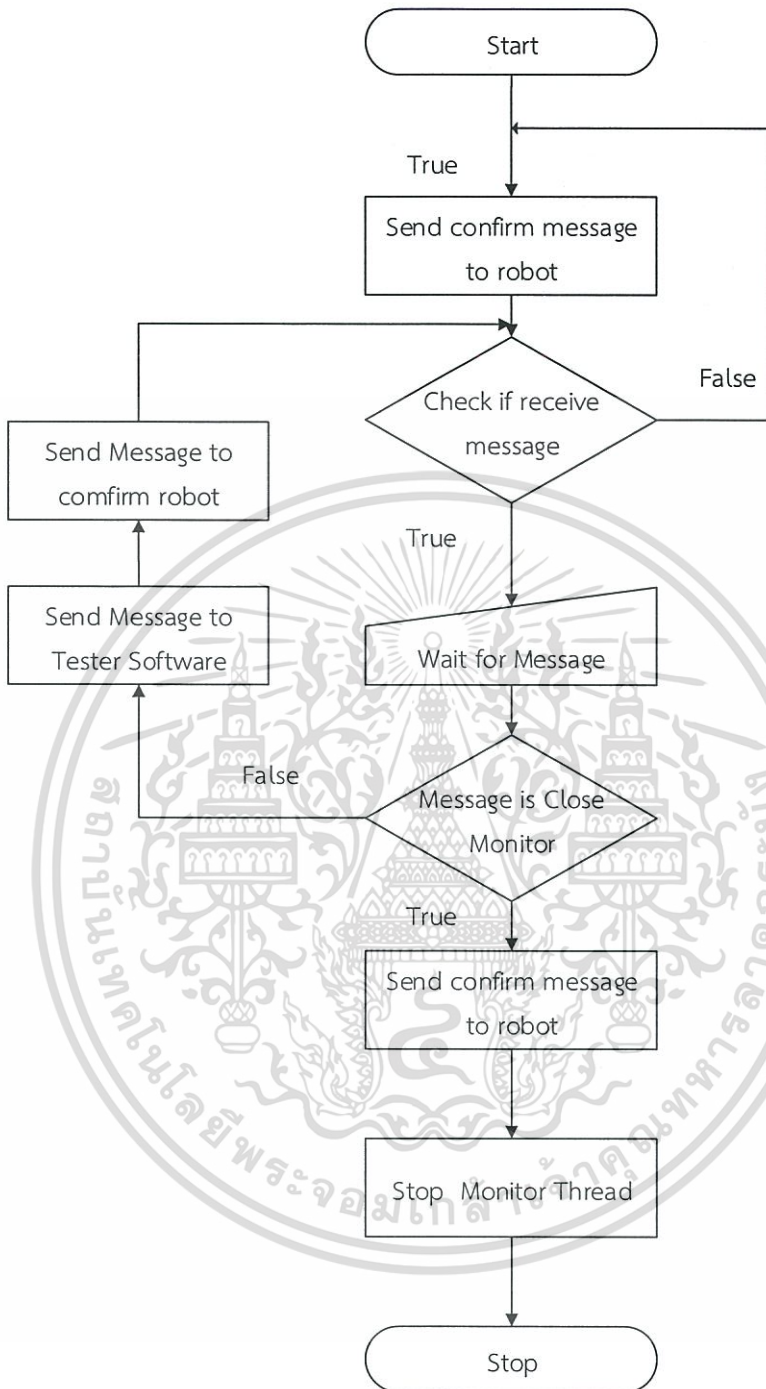 Start
True
Send confirm message
to robot
Check if receive
message
False
Send Message to
comfirm robot
True
Send Message to
Tester Software
Wait for Message
False
Message is Close
Monitor
True
Send confirm message
to robot
Stop Monitor Thread
Stop